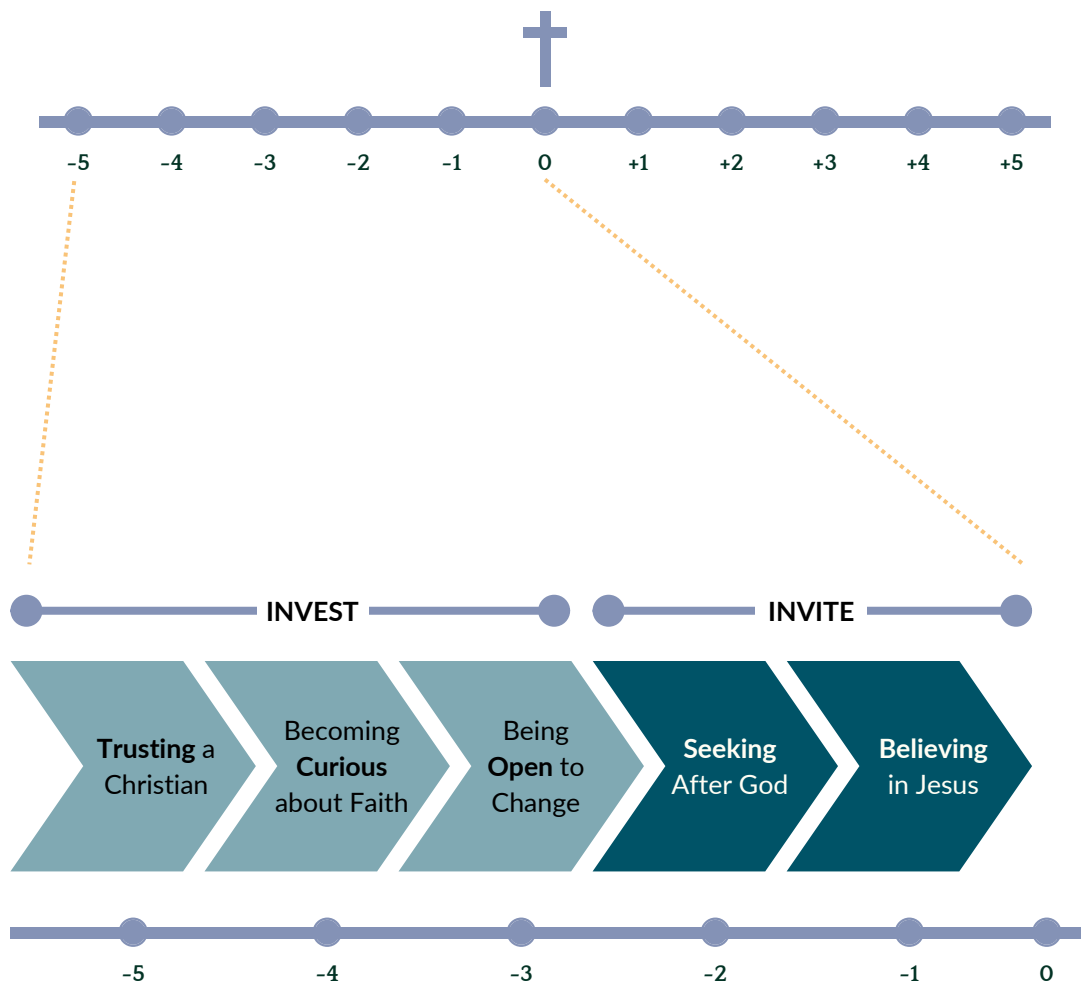 -5 -4 -3 -2 -1 0 +1 +2 +3 +4 +5
INVEST
INVITE
Trusting a
Christian
Becoming
Curious
about Faith
Being
Open to
Change
Seeking
After God
Believing
in Jesus
-5 -4 -3 -2 -1 0